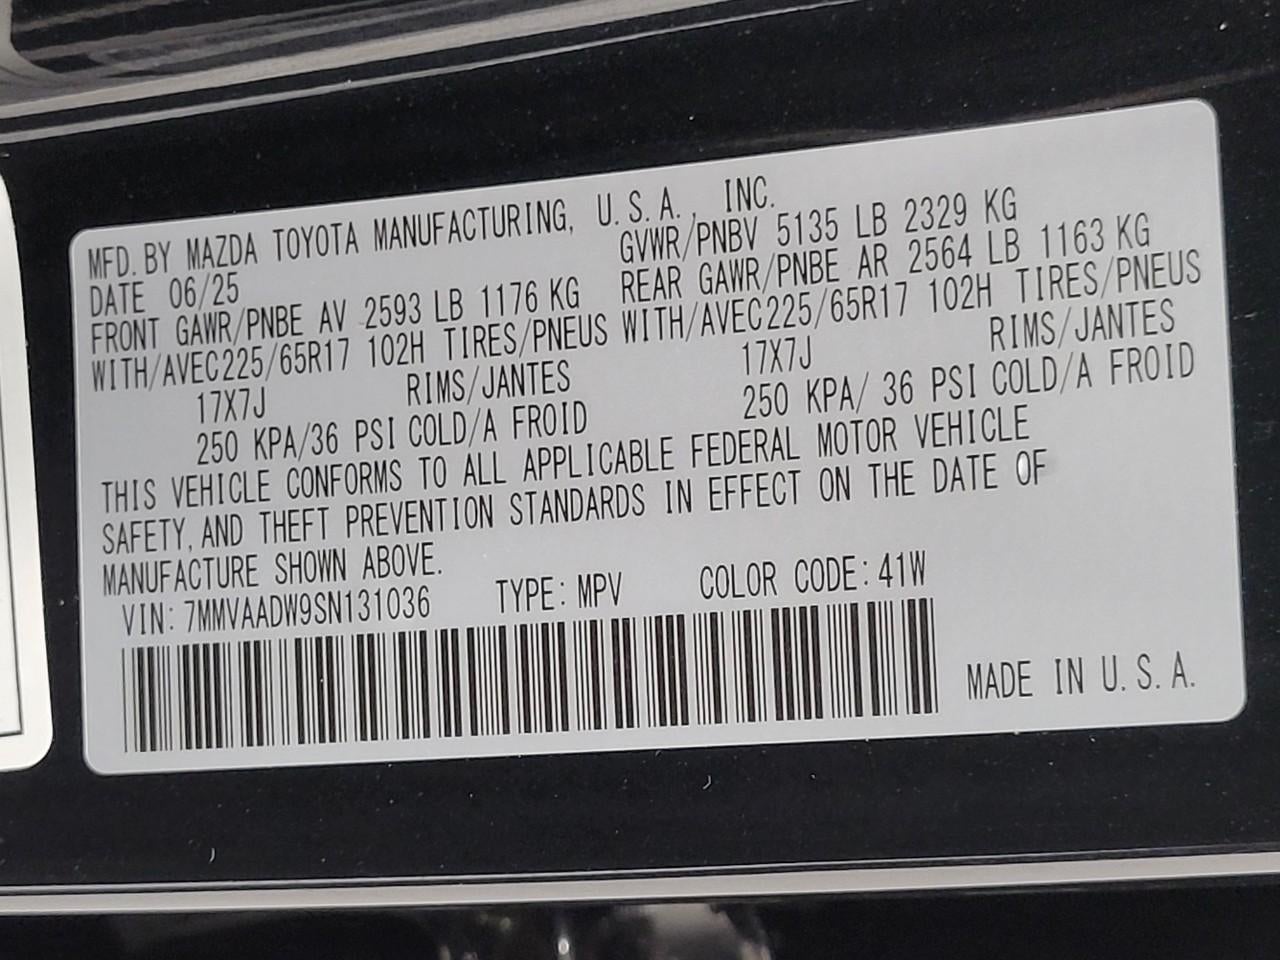 MFD. BY MAZDA TOYOTA MANUFACTURING, U.S.A., INC.
DATE 06/25 GVWR/PNBV 5135 LB 2329 KG
FRONT GAWR/PNBE AV 2593 LB 1176 KG REAR GAWR/PNBE AR 2564 LB 1163 KG
WITH/AVEC225/65R17 102H TIRES/PNEUS WITH/AVEC225/65R17 102H TIRES/PNEUS
17X7J RIMS/JANTES 17X7J RIMS/JANTES
250 KPA/36 PSI COLD/A FROID 250 KPA/ 36 PSI COLD/A FROID
THIS VEHICLE CONFORMS TO ALL APPLICABLE FEDERAL MOTOR VEHICLE
SAFETY, AND THEFT PREVENTION STANDARDS IN EFFECT ON THE DATE OF
MANUFACTURE SHOWN ABOVE.
VIN: 7MMVAADW9SN131036 TYPE: MPV COLOR CODE: 41W
MADE IN U.S.A.